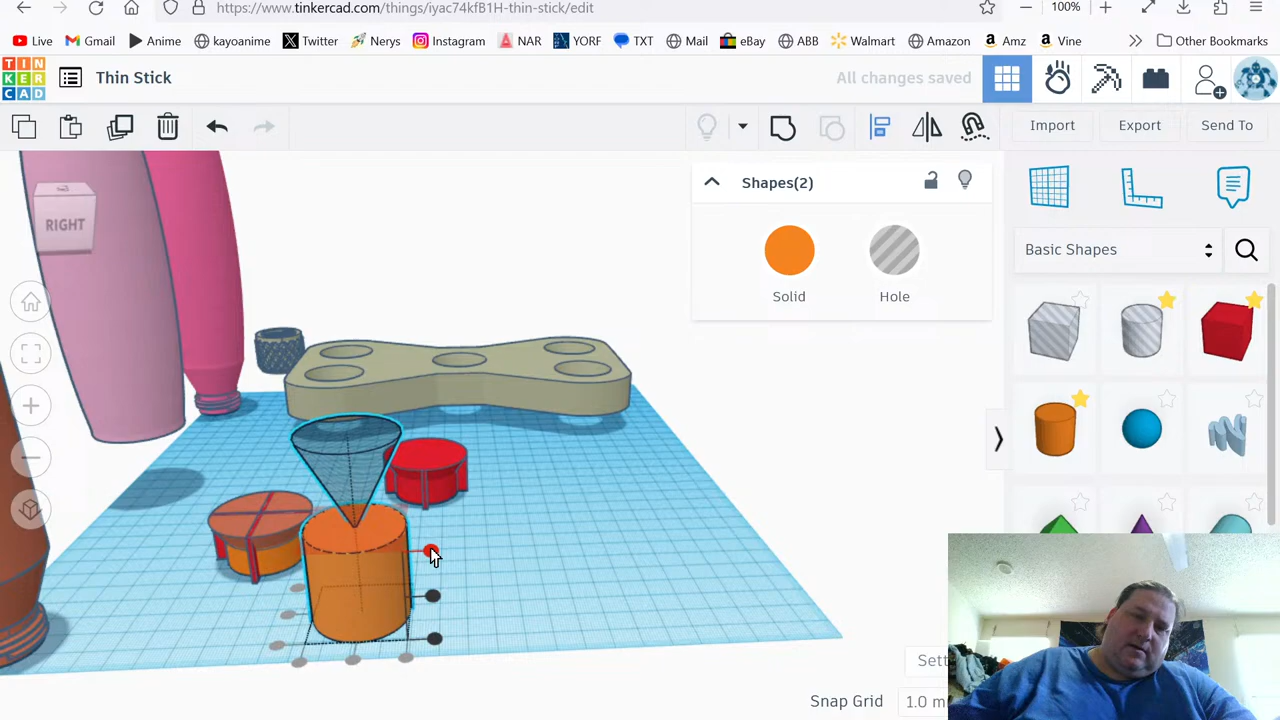 https://www.tinkercad.com/things/iyac74kfB1H-thin-stick/edit
100%
Live
Gmail
Anime
kayoanime
Twitter
Nerys
Instagram
NAR
YORF
TXT
Mail
eBay
ABB
Walmart
Amazon
Amz
Vine
Other Bookmarks
TIN
KER
CAD
Thin Stick
All changes saved
Import
Export
Send To
RIGHT
Shapes(2)
Solid
Hole
Basic Shapes
Snap Grid
1.0 m